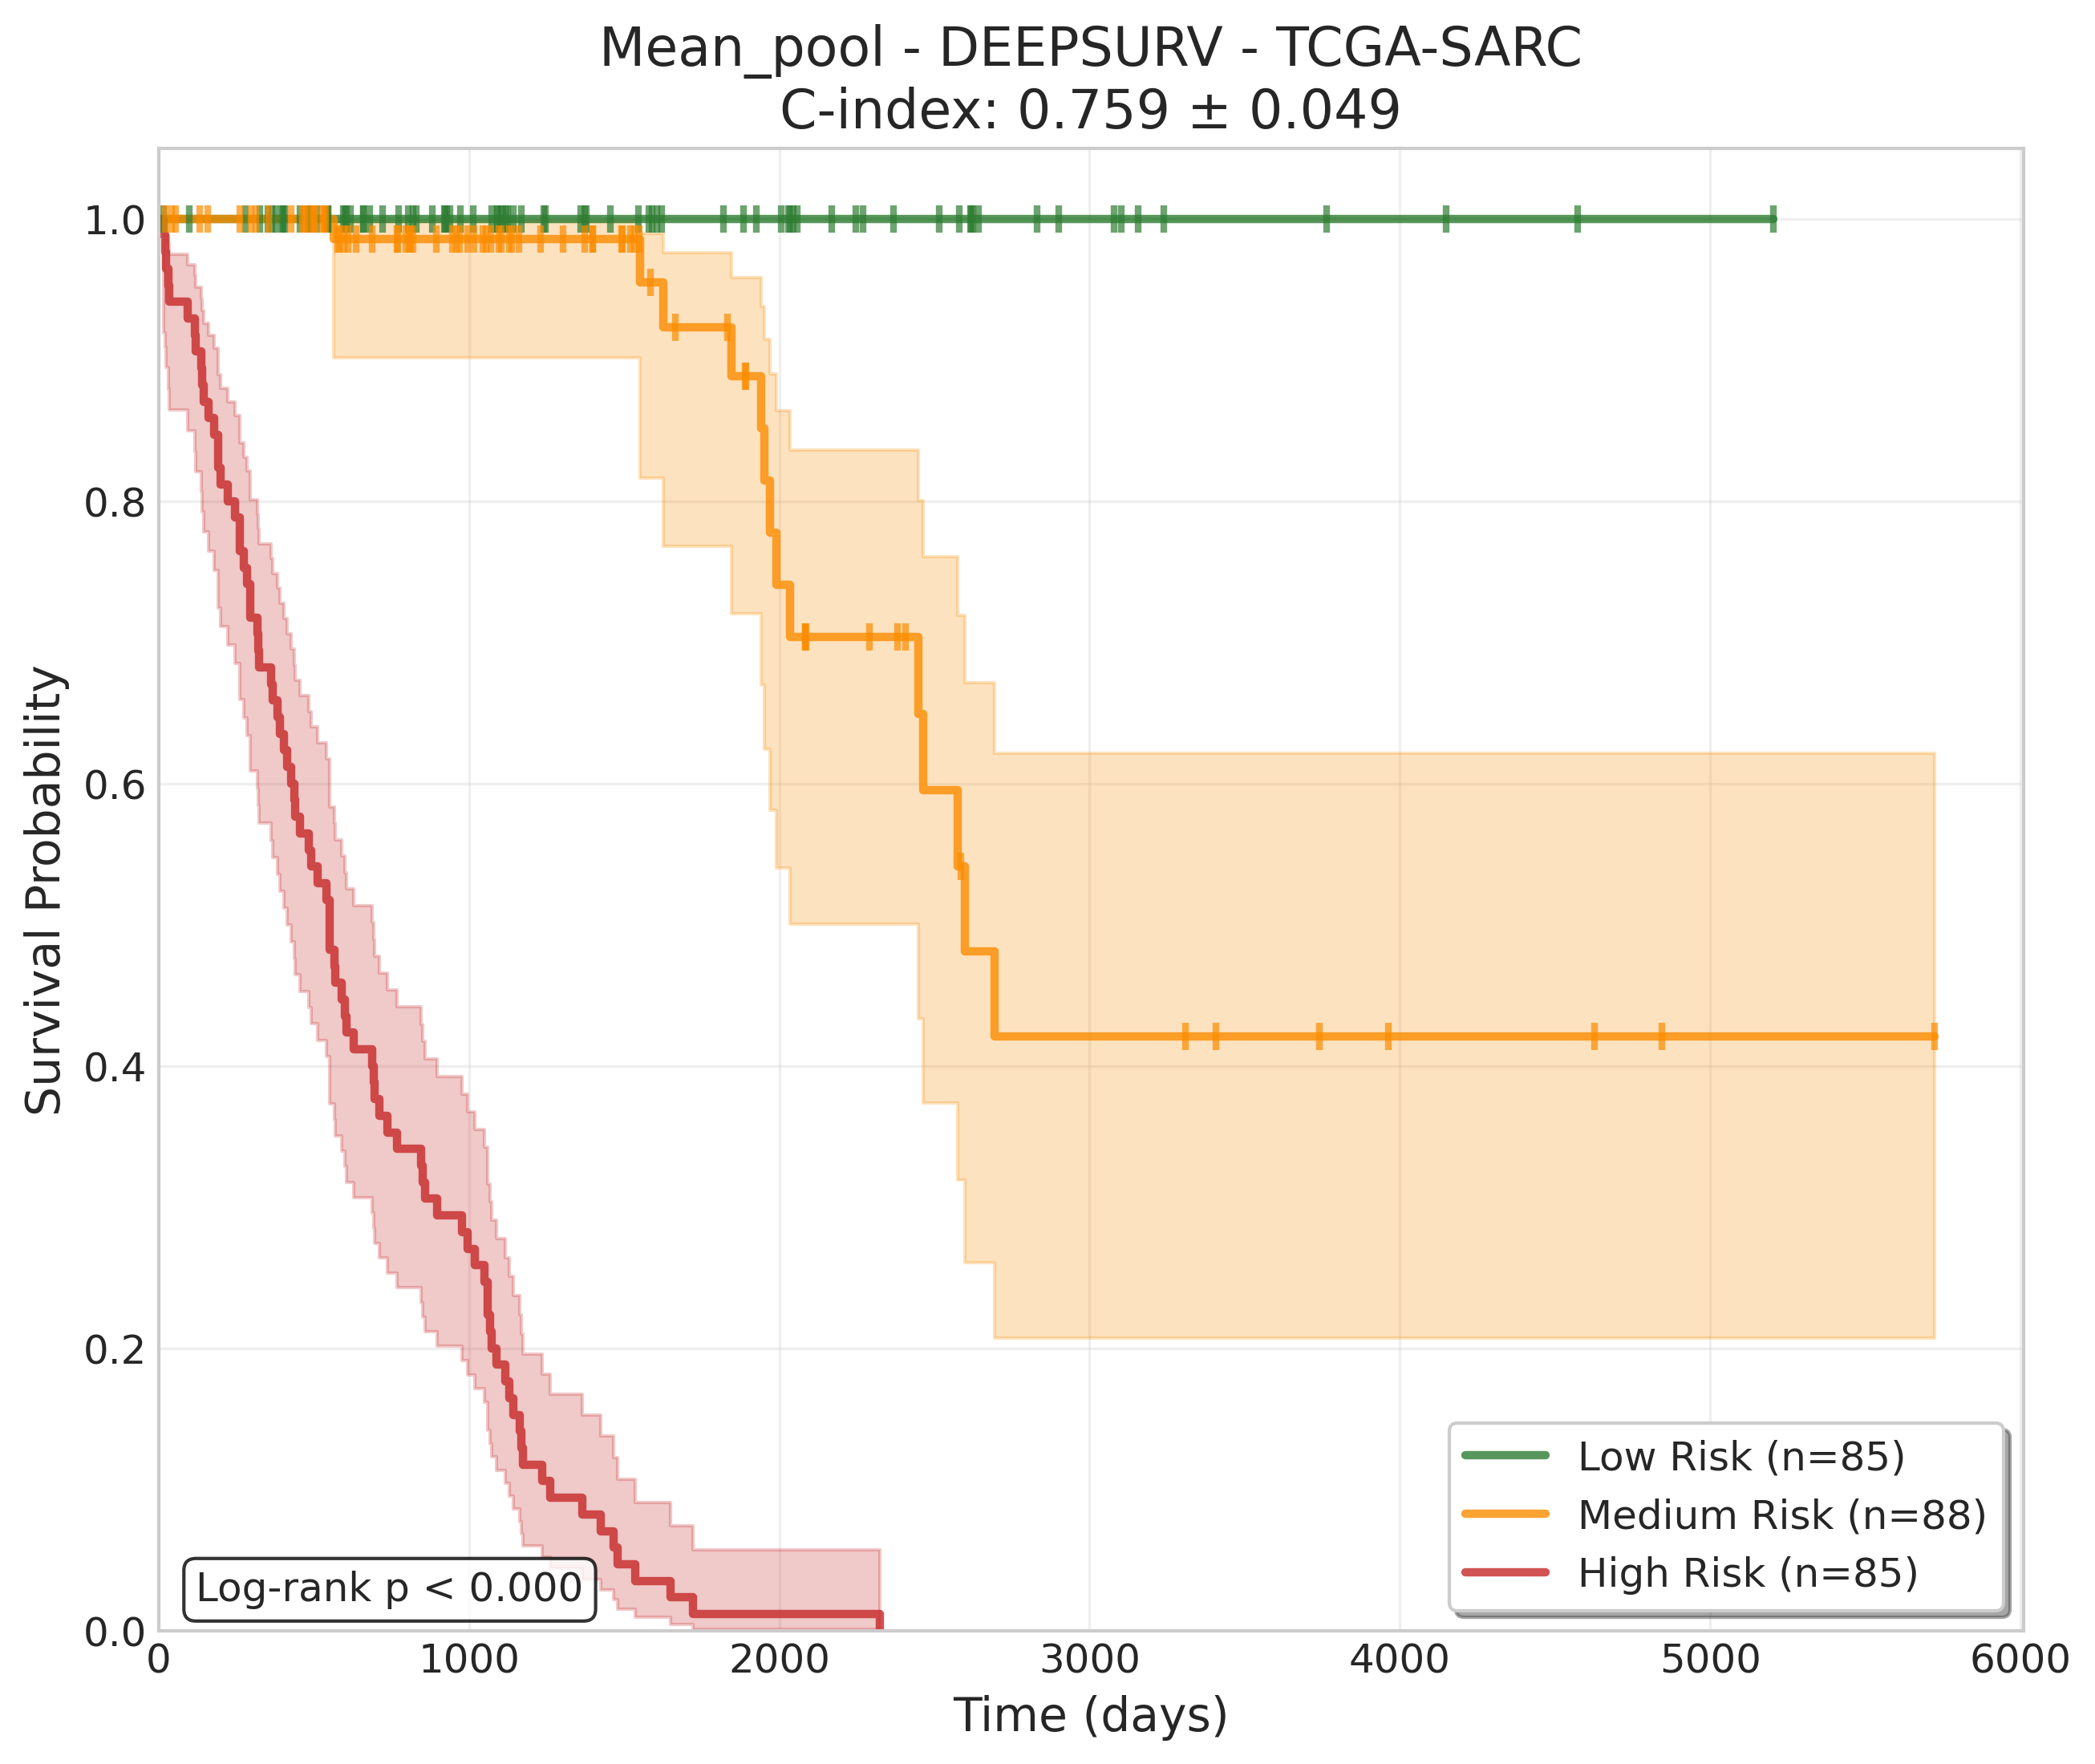 Mean_pool - DEEPSURV - TCGA-SARC
C-index: 0.759 ± 0.049
Survival Probability
1.0
0.8
0.6
0.4
0.2
0.0
0
1000
2000
3000
4000
5000
6000
Time (days)
Log-rank p < 0.000
Low Risk (n=85)
Medium Risk (n=88)
High Risk (n=85)